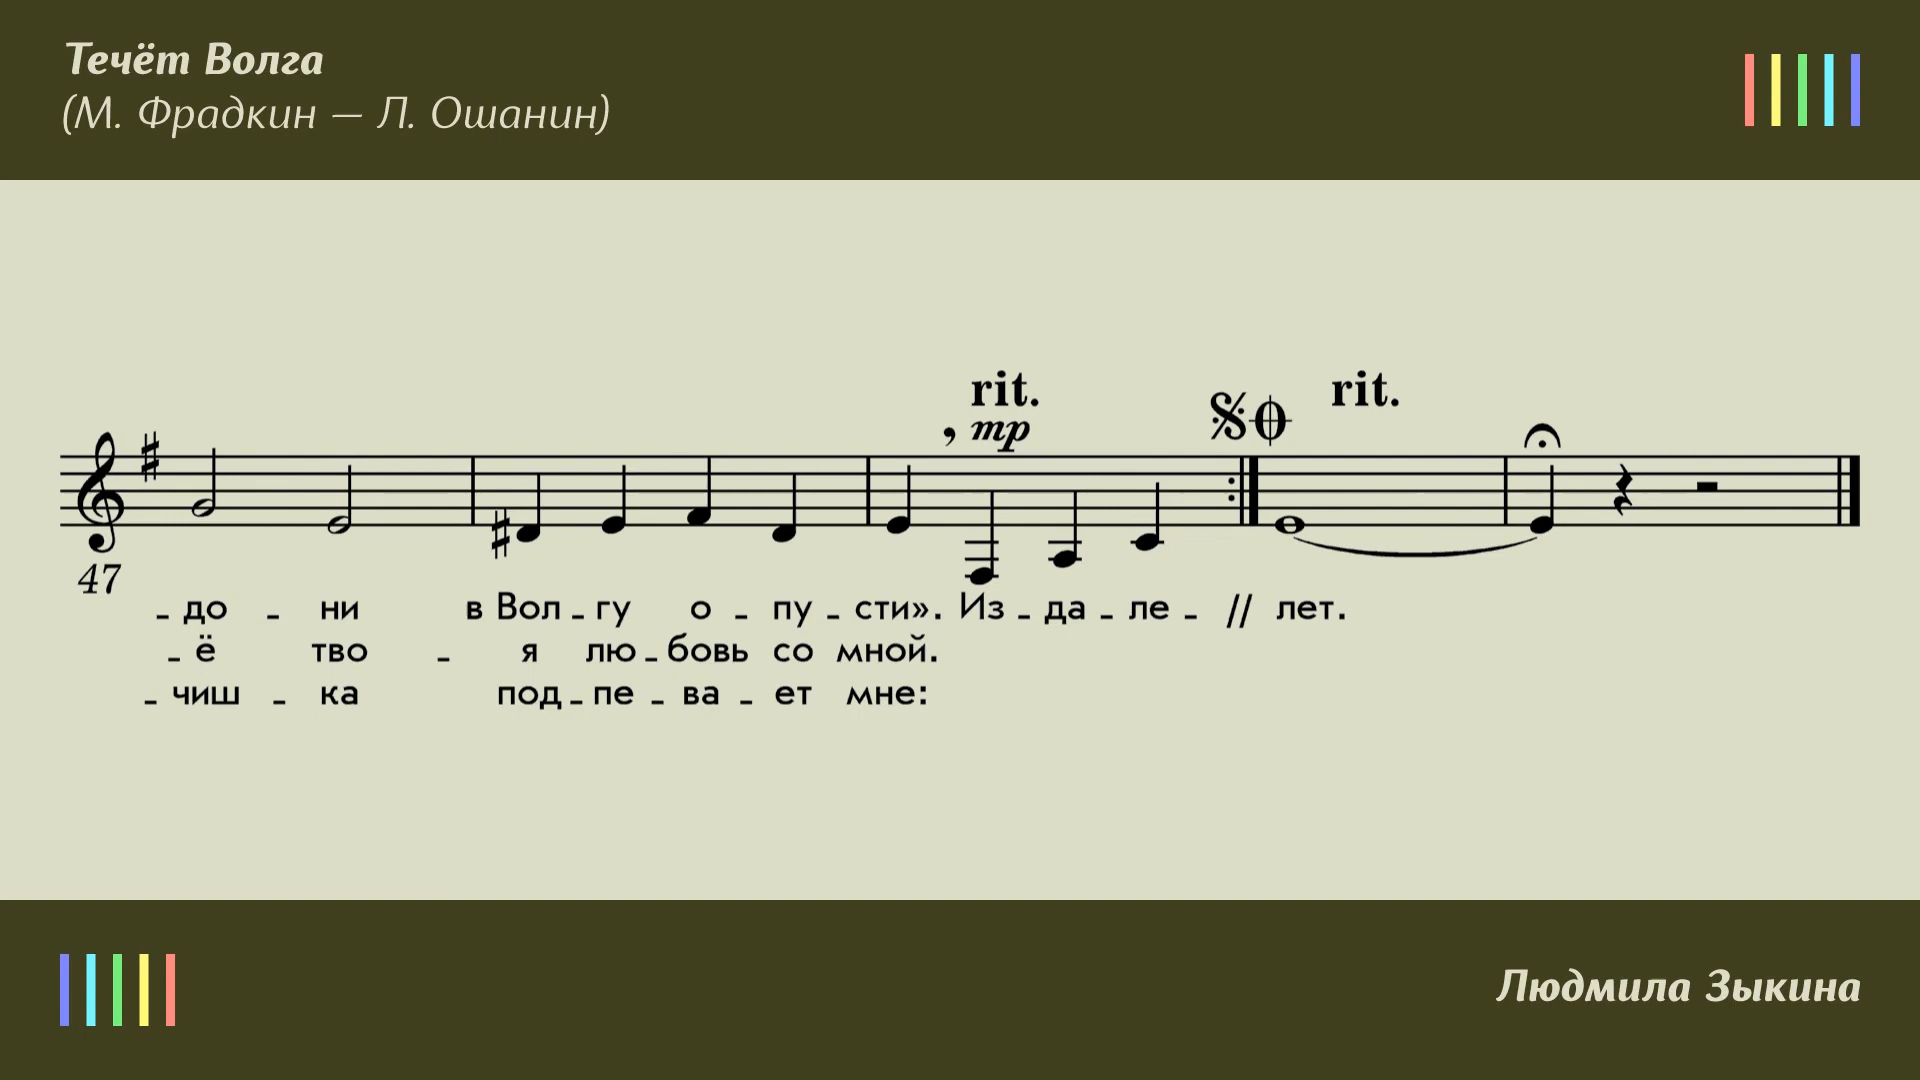 Течёт Волга
(М. Фрадкин — Л. Ошанин)
rit. rit.
, mp
47
- до - ни в Вол - гу о - пу - сти». Из - да - ле - // лет.
- ё тво - я лю - бовь со мной.
- чиш - ка под - пе - ва - ет мне:
Людмила Зыкина